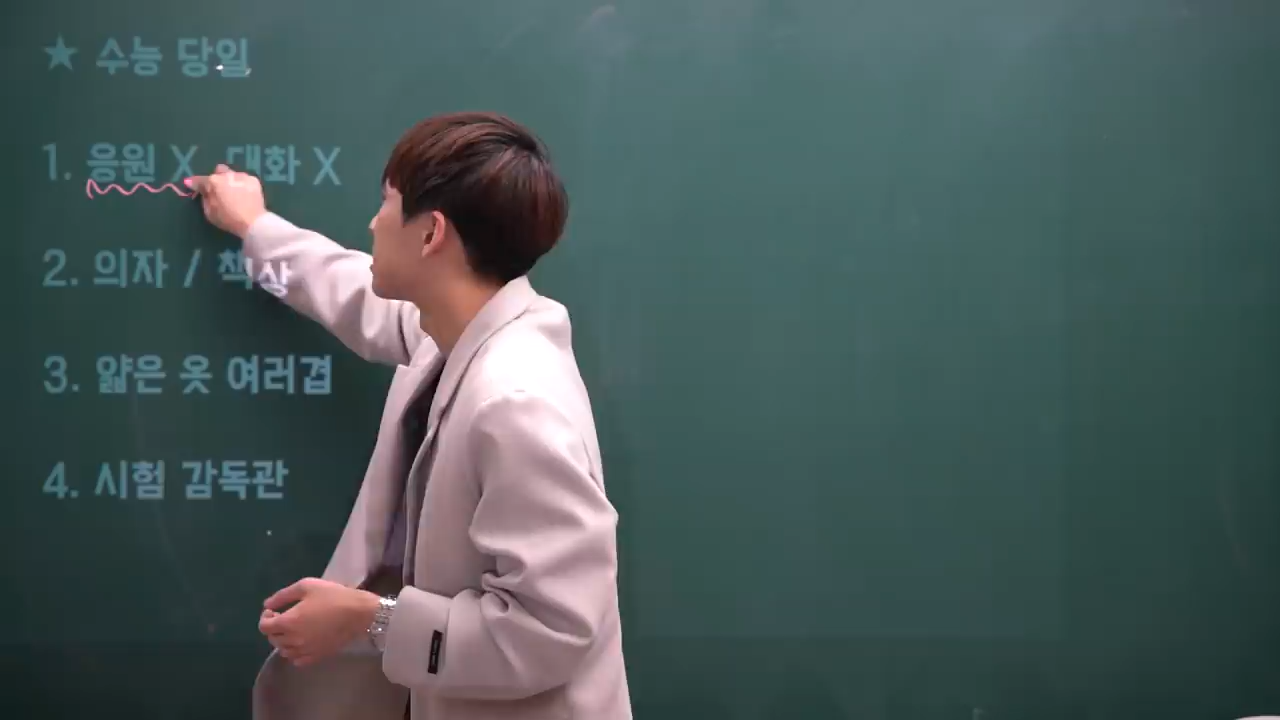 ★ 수능 당일
1. 응원 X 대화 X
2. 의자 / 책상
3. 얇은 옷 여러겹
4. 시험 감독관